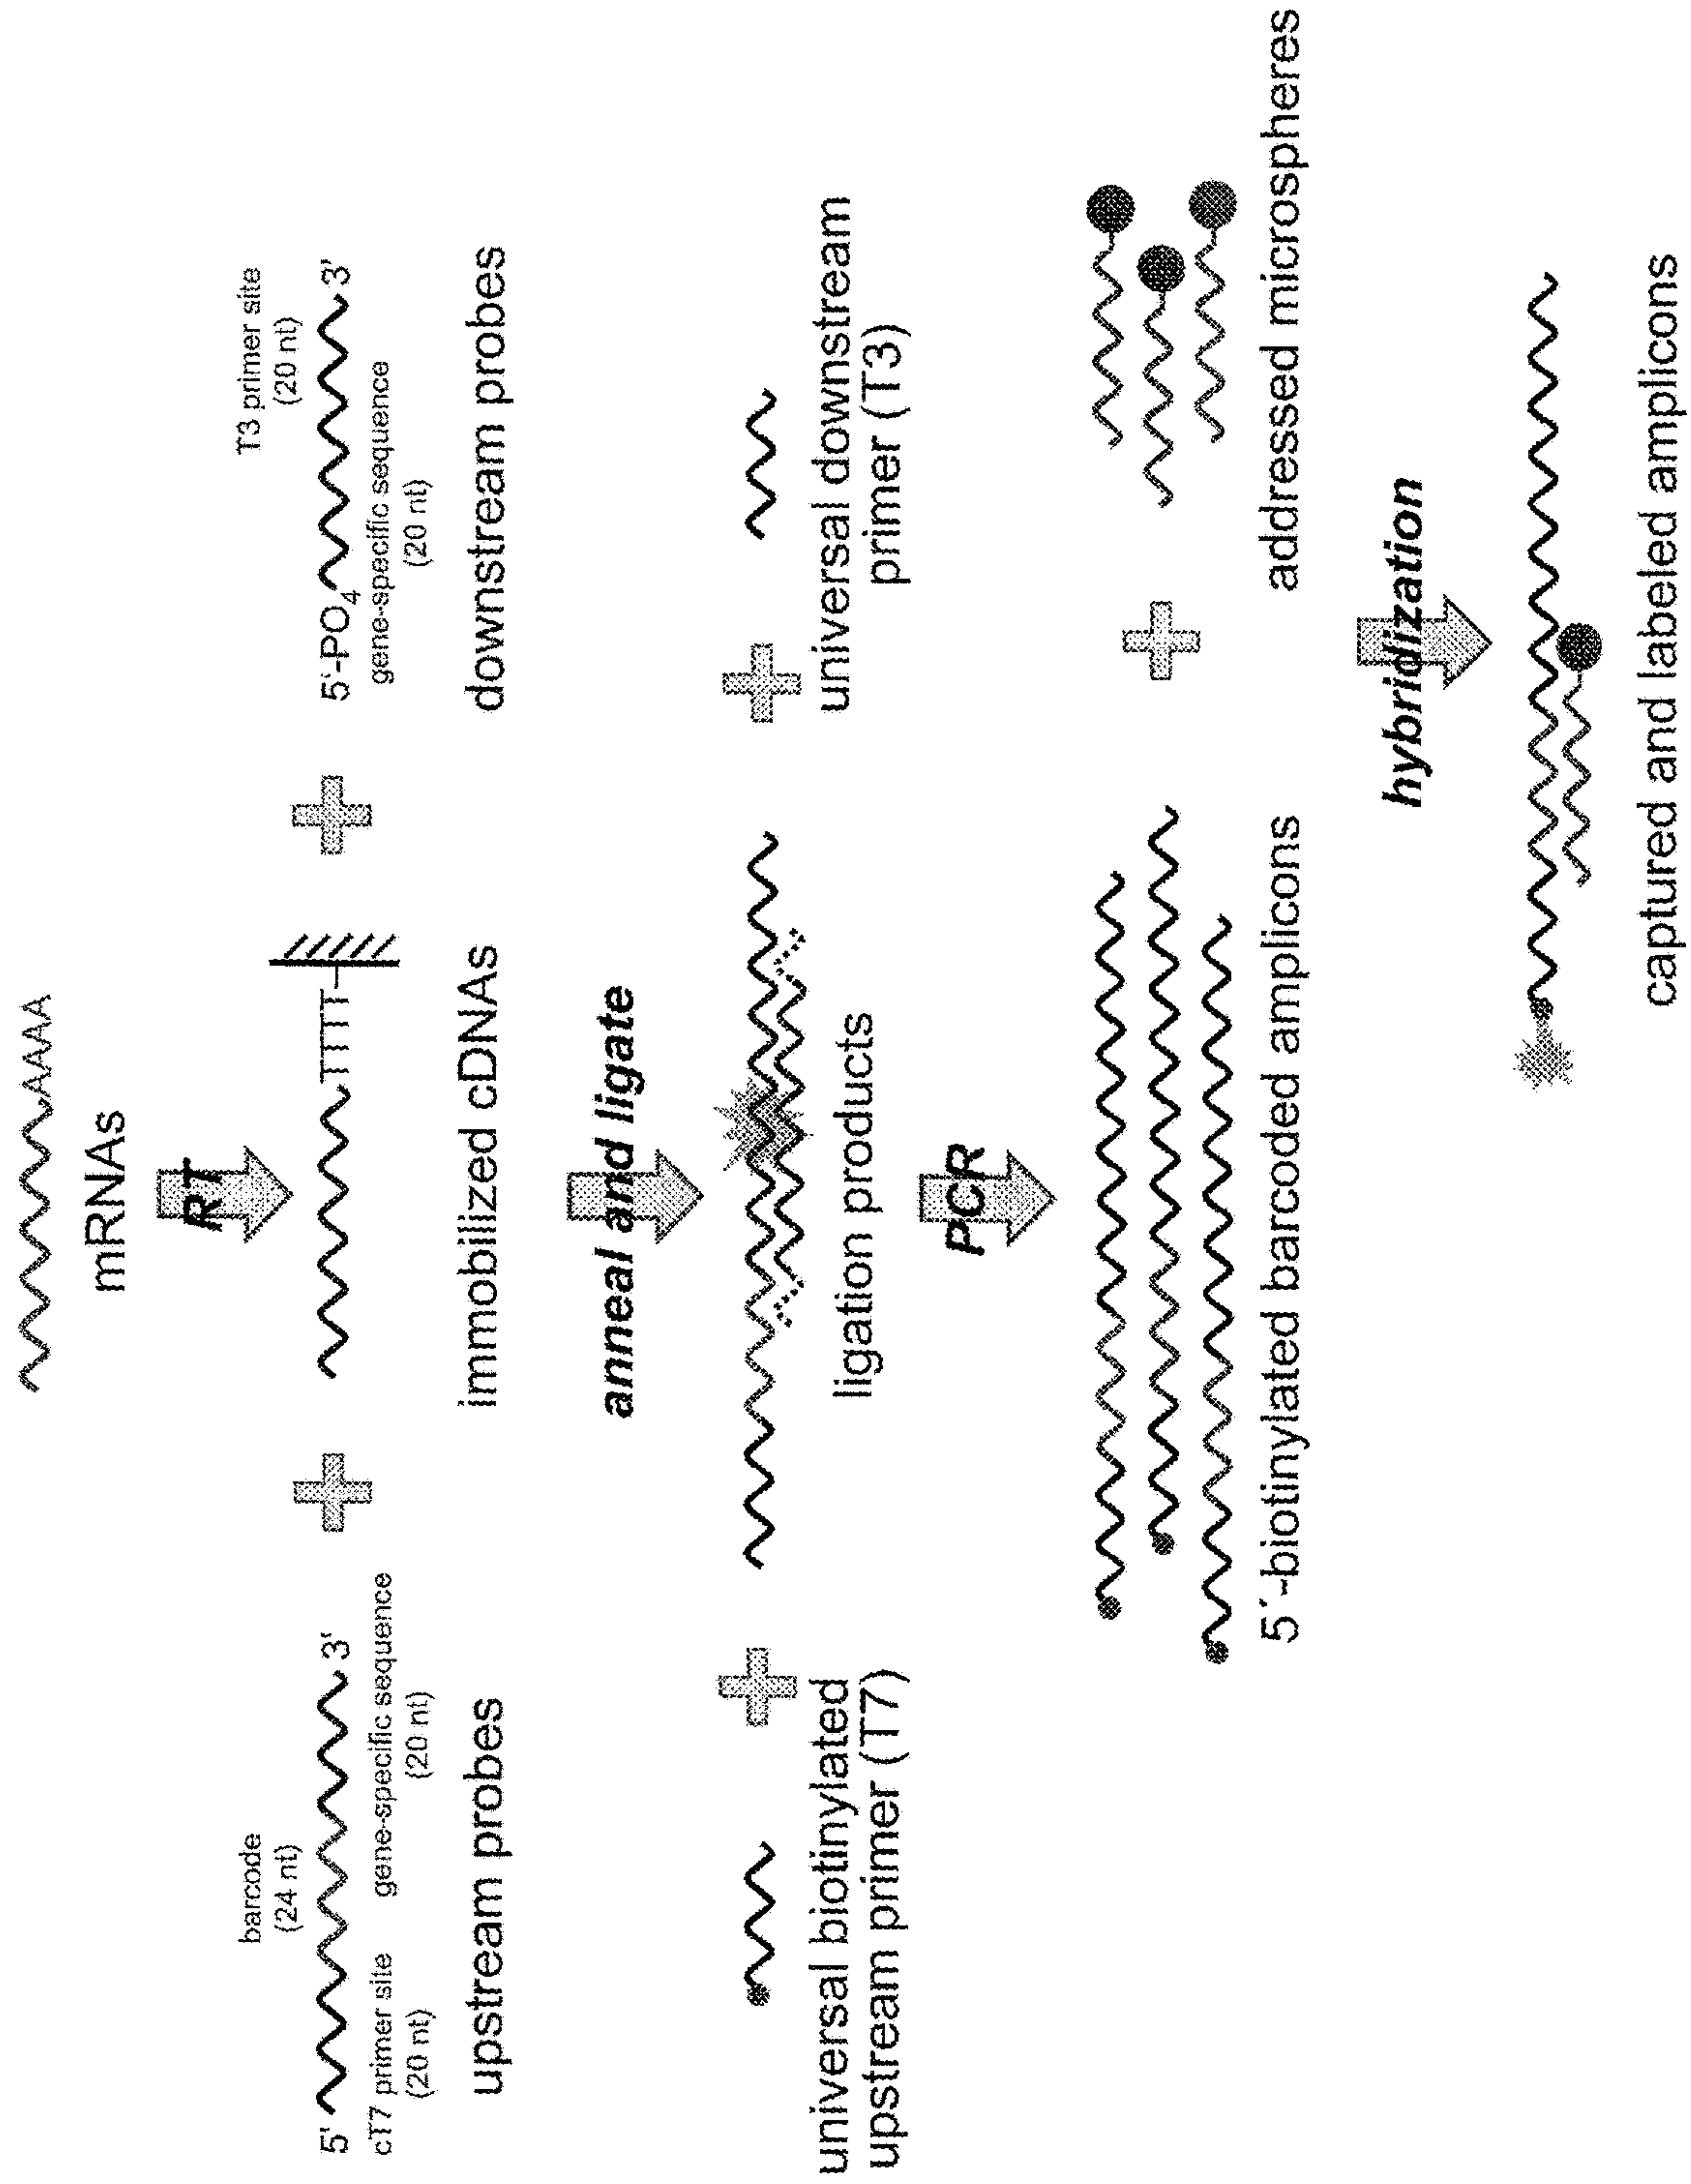 AAAA
mRNAs
RT
barcode
(24 nt)
T3 primer site
(20 nt)
5'
3'
TTTT
5'-PO4
3'
cT7 primer site
(20 nt)
gene-specific sequence
(20 nt)
gene-specific sequence
(20 nt)
upstream probes
immobilized cDNAs
downstream probes
anneal and ligate
universal biotinylated
upstream primer (T7)
ligation products
universal downstream
primer (T3)
PCR
5´-biotinylated barcoded amplicons
addressed microspheres
hybridization
captured and labeled amplicons